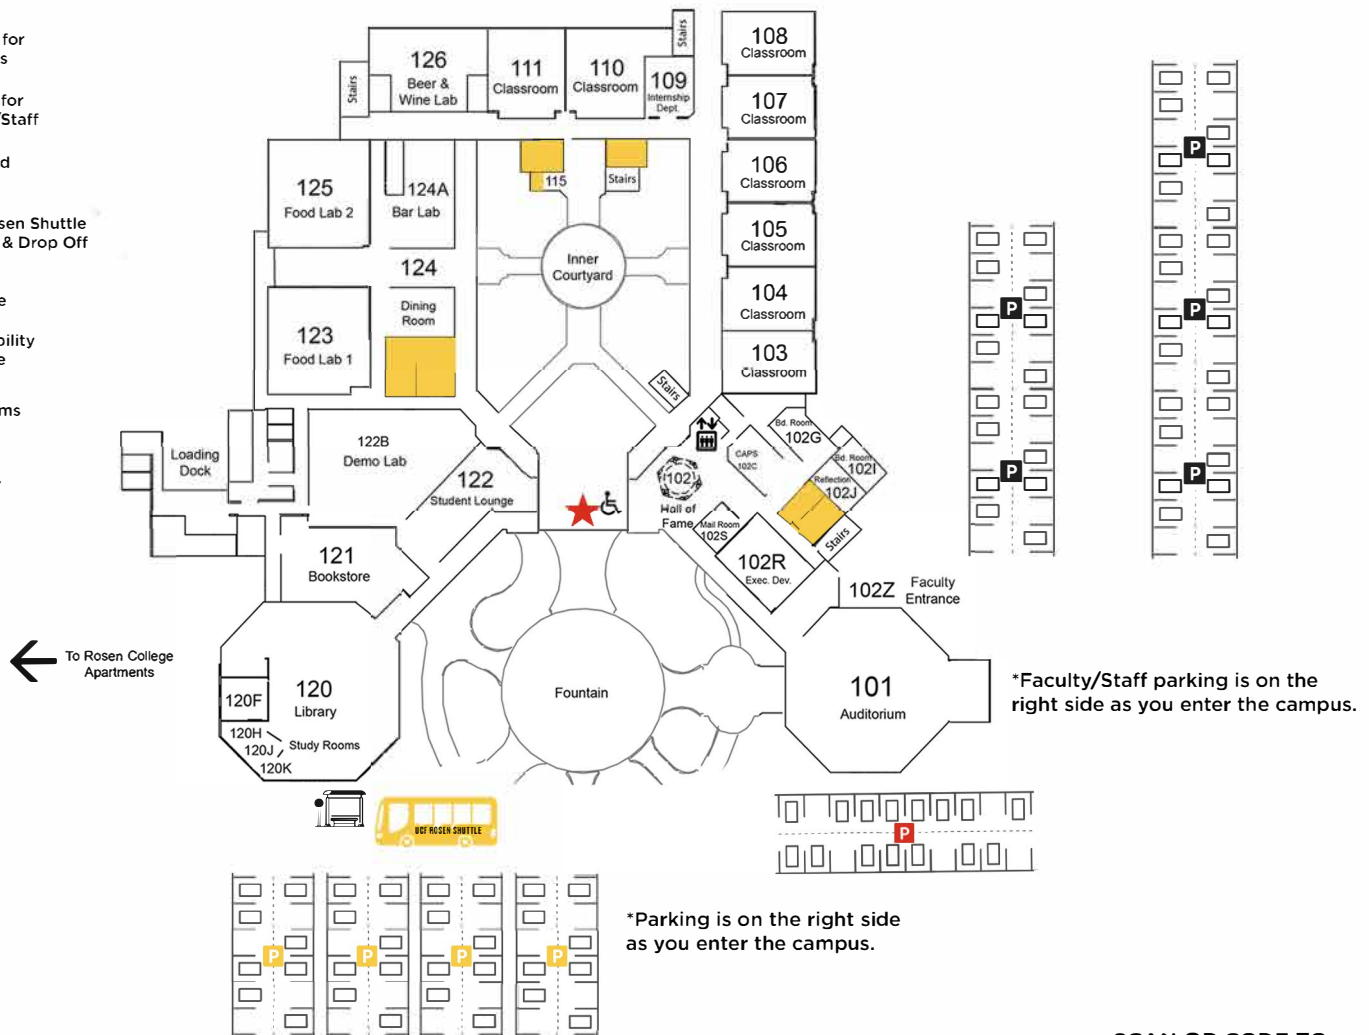 for
s
for
/Staff
d
sen Shuttle
& Drop Off
e
bility
e
ms
Stairs
108
Classroom
126
Beer &
Wine Lab
111
Classroom
110
Classroom
109
Internship
Dept.
Stairs
107
Classroom
106
Classroom
125
Food Lab 2
124A
Bar Lab
115
Stairs
105
Classroom
Inner
Courtyard
124
Dining
Room
104
Classroom
123
Food Lab 1
103
Classroom
Stairs
Loading
Dock
122B
Demo Lab
122
Student Lounge
102
Hall of
Fame
CAPS
102C
Bd. Room
102G
Bd. Room
102I
Reflection
102J
Stairs
Mail Room
102S
102R
Exec. Dev.
121
Bookstore
102Z
Faculty
Entrance
To Rosen College
Apartments
120F
120
Library
120H
120J
120K
Study Rooms
Fountain
101
Auditorium
*Faculty/Staff parking is on the
right side as you enter the campus.
UCF ROSEN SHUTTLE
*Parking is on the right side
as you enter the campus.
P
P
P
P
P
P
P
P
P
P
SCAN QR CODE TO